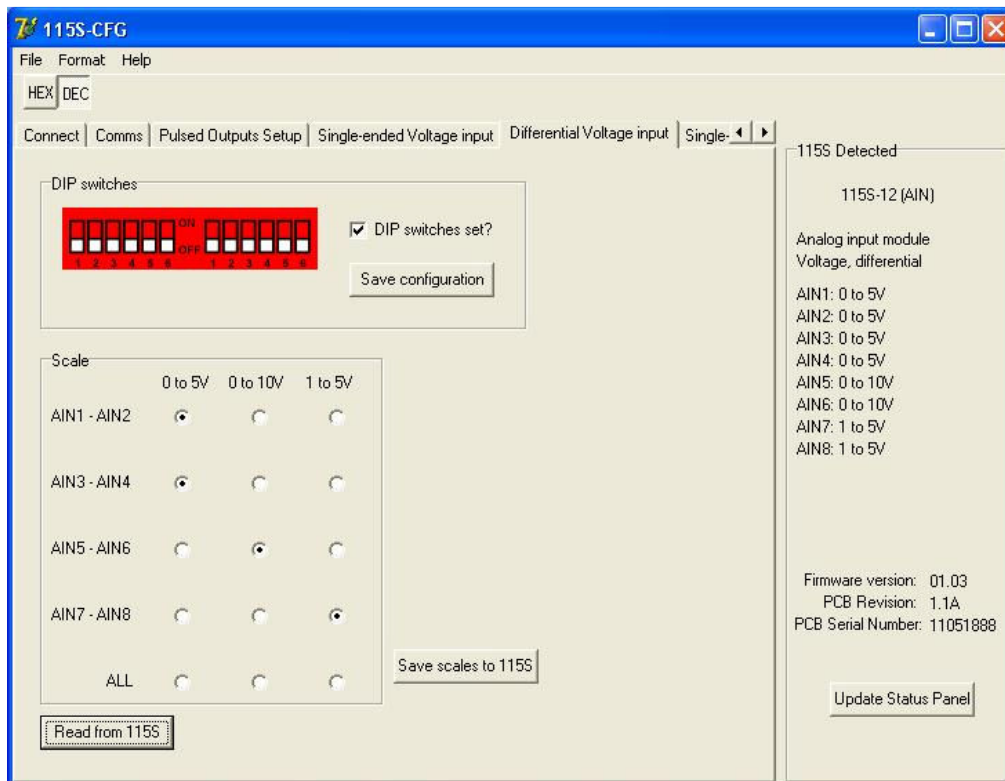 115S-CFG
File Format Help
HEX DEC
Connect Comms Pulsed Outputs Setup Single-ended Voltage input Differential Voltage input Single-
DIP switches
ON
OFF
1 2 3 4 5 6 1 2 3 4 5 6
DIP switches set?
Save configuration
Scale
0 to 5V 0 to 10V 1 to 5V
AIN1 - AIN2
AIN3 - AIN4
AIN5 - AIN6
AIN7 - AIN8
ALL
Save scales to 115S
Read from 115S
115S Detected
115S-12 (AIN)
Analog input module
Voltage, differential
AIN1: 0 to 5V
AIN2: 0 to 5V
AIN3: 0 to 5V
AIN4: 0 to 5V
AIN5: 0 to 10V
AIN6: 0 to 10V
AIN7: 1 to 5V
AIN8: 1 to 5V
Firmware version: 01.03
PCB Revision: 1.1A
PCB Serial Number: 11051888
Update Status Panel